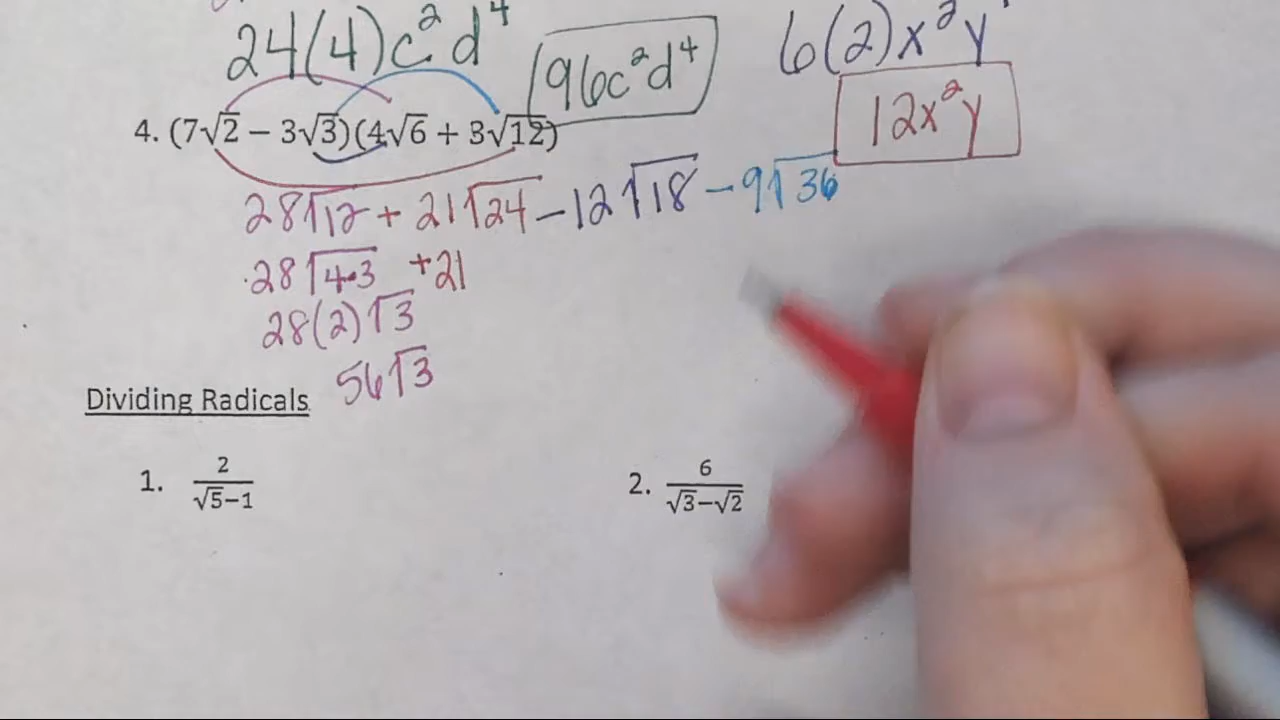 24(4)c²d⁴
96c²d⁴
6(2)x²y
12x²y
4. (7√2 − 3√3)(4√6 + 3√12)
28√12 + 21√24 − 12√18 − 9√36
28√4·3 +21
28(2)√3
56√3
Dividing Radicals
1. 2/(√5−1)
2. 6/(√3−√2)